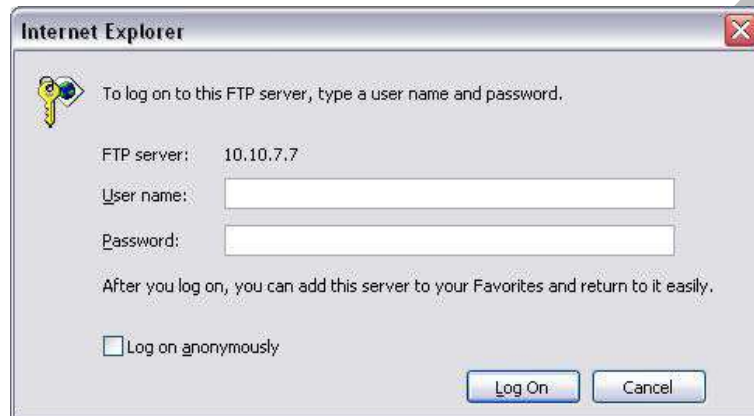 Internet Explorer
To log on to this FTP server, type a user name and password.
FTP server: 10.10.7.7
User name:
Password:
After you log on, you can add this server to your Favorites and return to it easily.
Log on anonymously
Log On Cancel